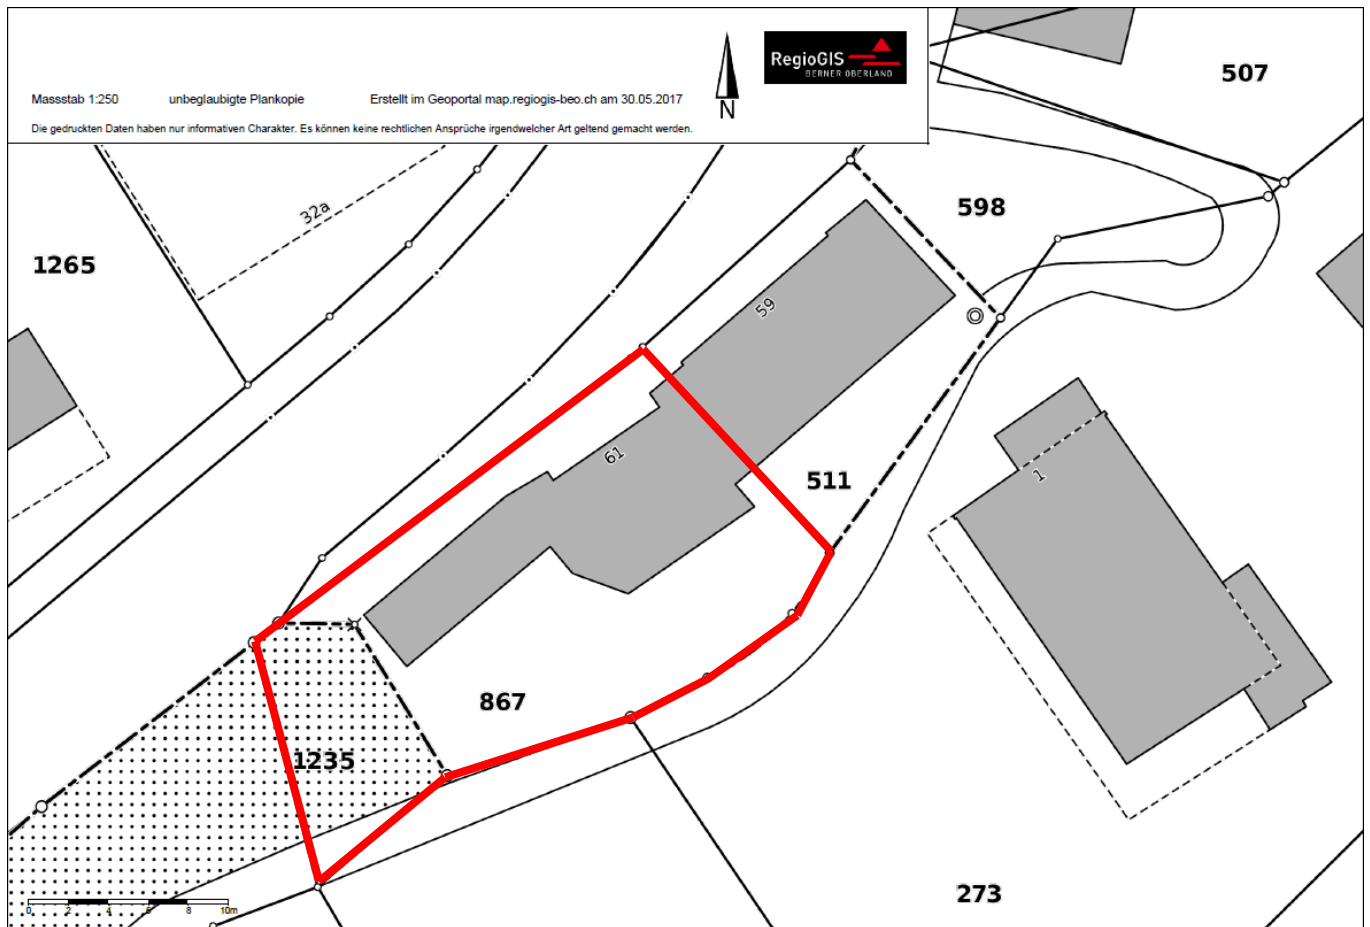 RegioGIS
BERNER OBERLAND
Massstab 1:250 unbeglaubigte Plankopie Erstellt im Geoportal map.regiogis-beo.ch am 30.05.2017
N
Die gedruckten Daten haben nur informativen Charakter. Es können keine rechtlichen Ansprüche irgendwelcher Art geltend gemacht werden.
507
32a
598
1265
59
61
511
1
867
1235
273
0 2 4 6 8 10m